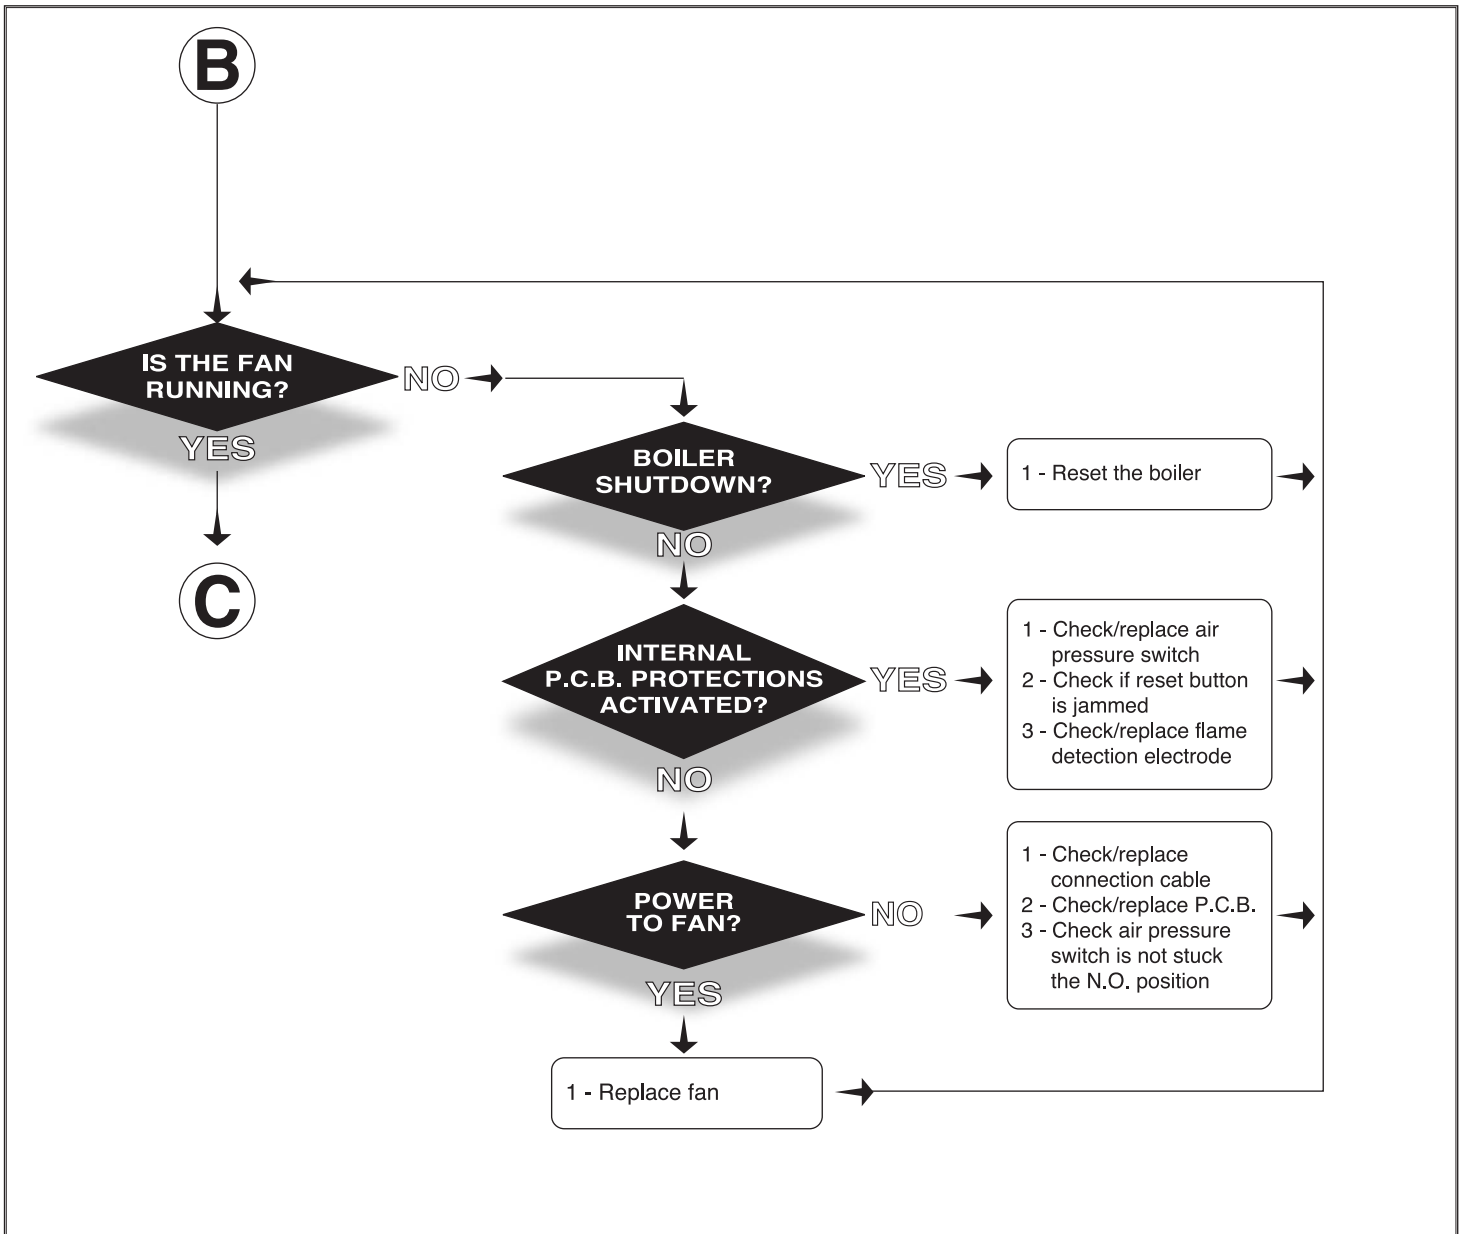 B
IS THE FAN
RUNNING?
NO
YES
C
BOILER
SHUTDOWN?
YES
1 - Reset the boiler
NO
INTERNAL
P.C.B. PROTECTIONS
ACTIVATED?
YES
1 - Check/replace air
pressure switch
2 - Check if reset button
is jammed
3 - Check/replace flame
detection electrode
NO
POWER
TO FAN?
NO
1 - Check/replace
connection cable
2 - Check/replace P.C.B.
3 - Check air pressure
switch is not stuck
the N.O. position
YES
1 - Replace fan